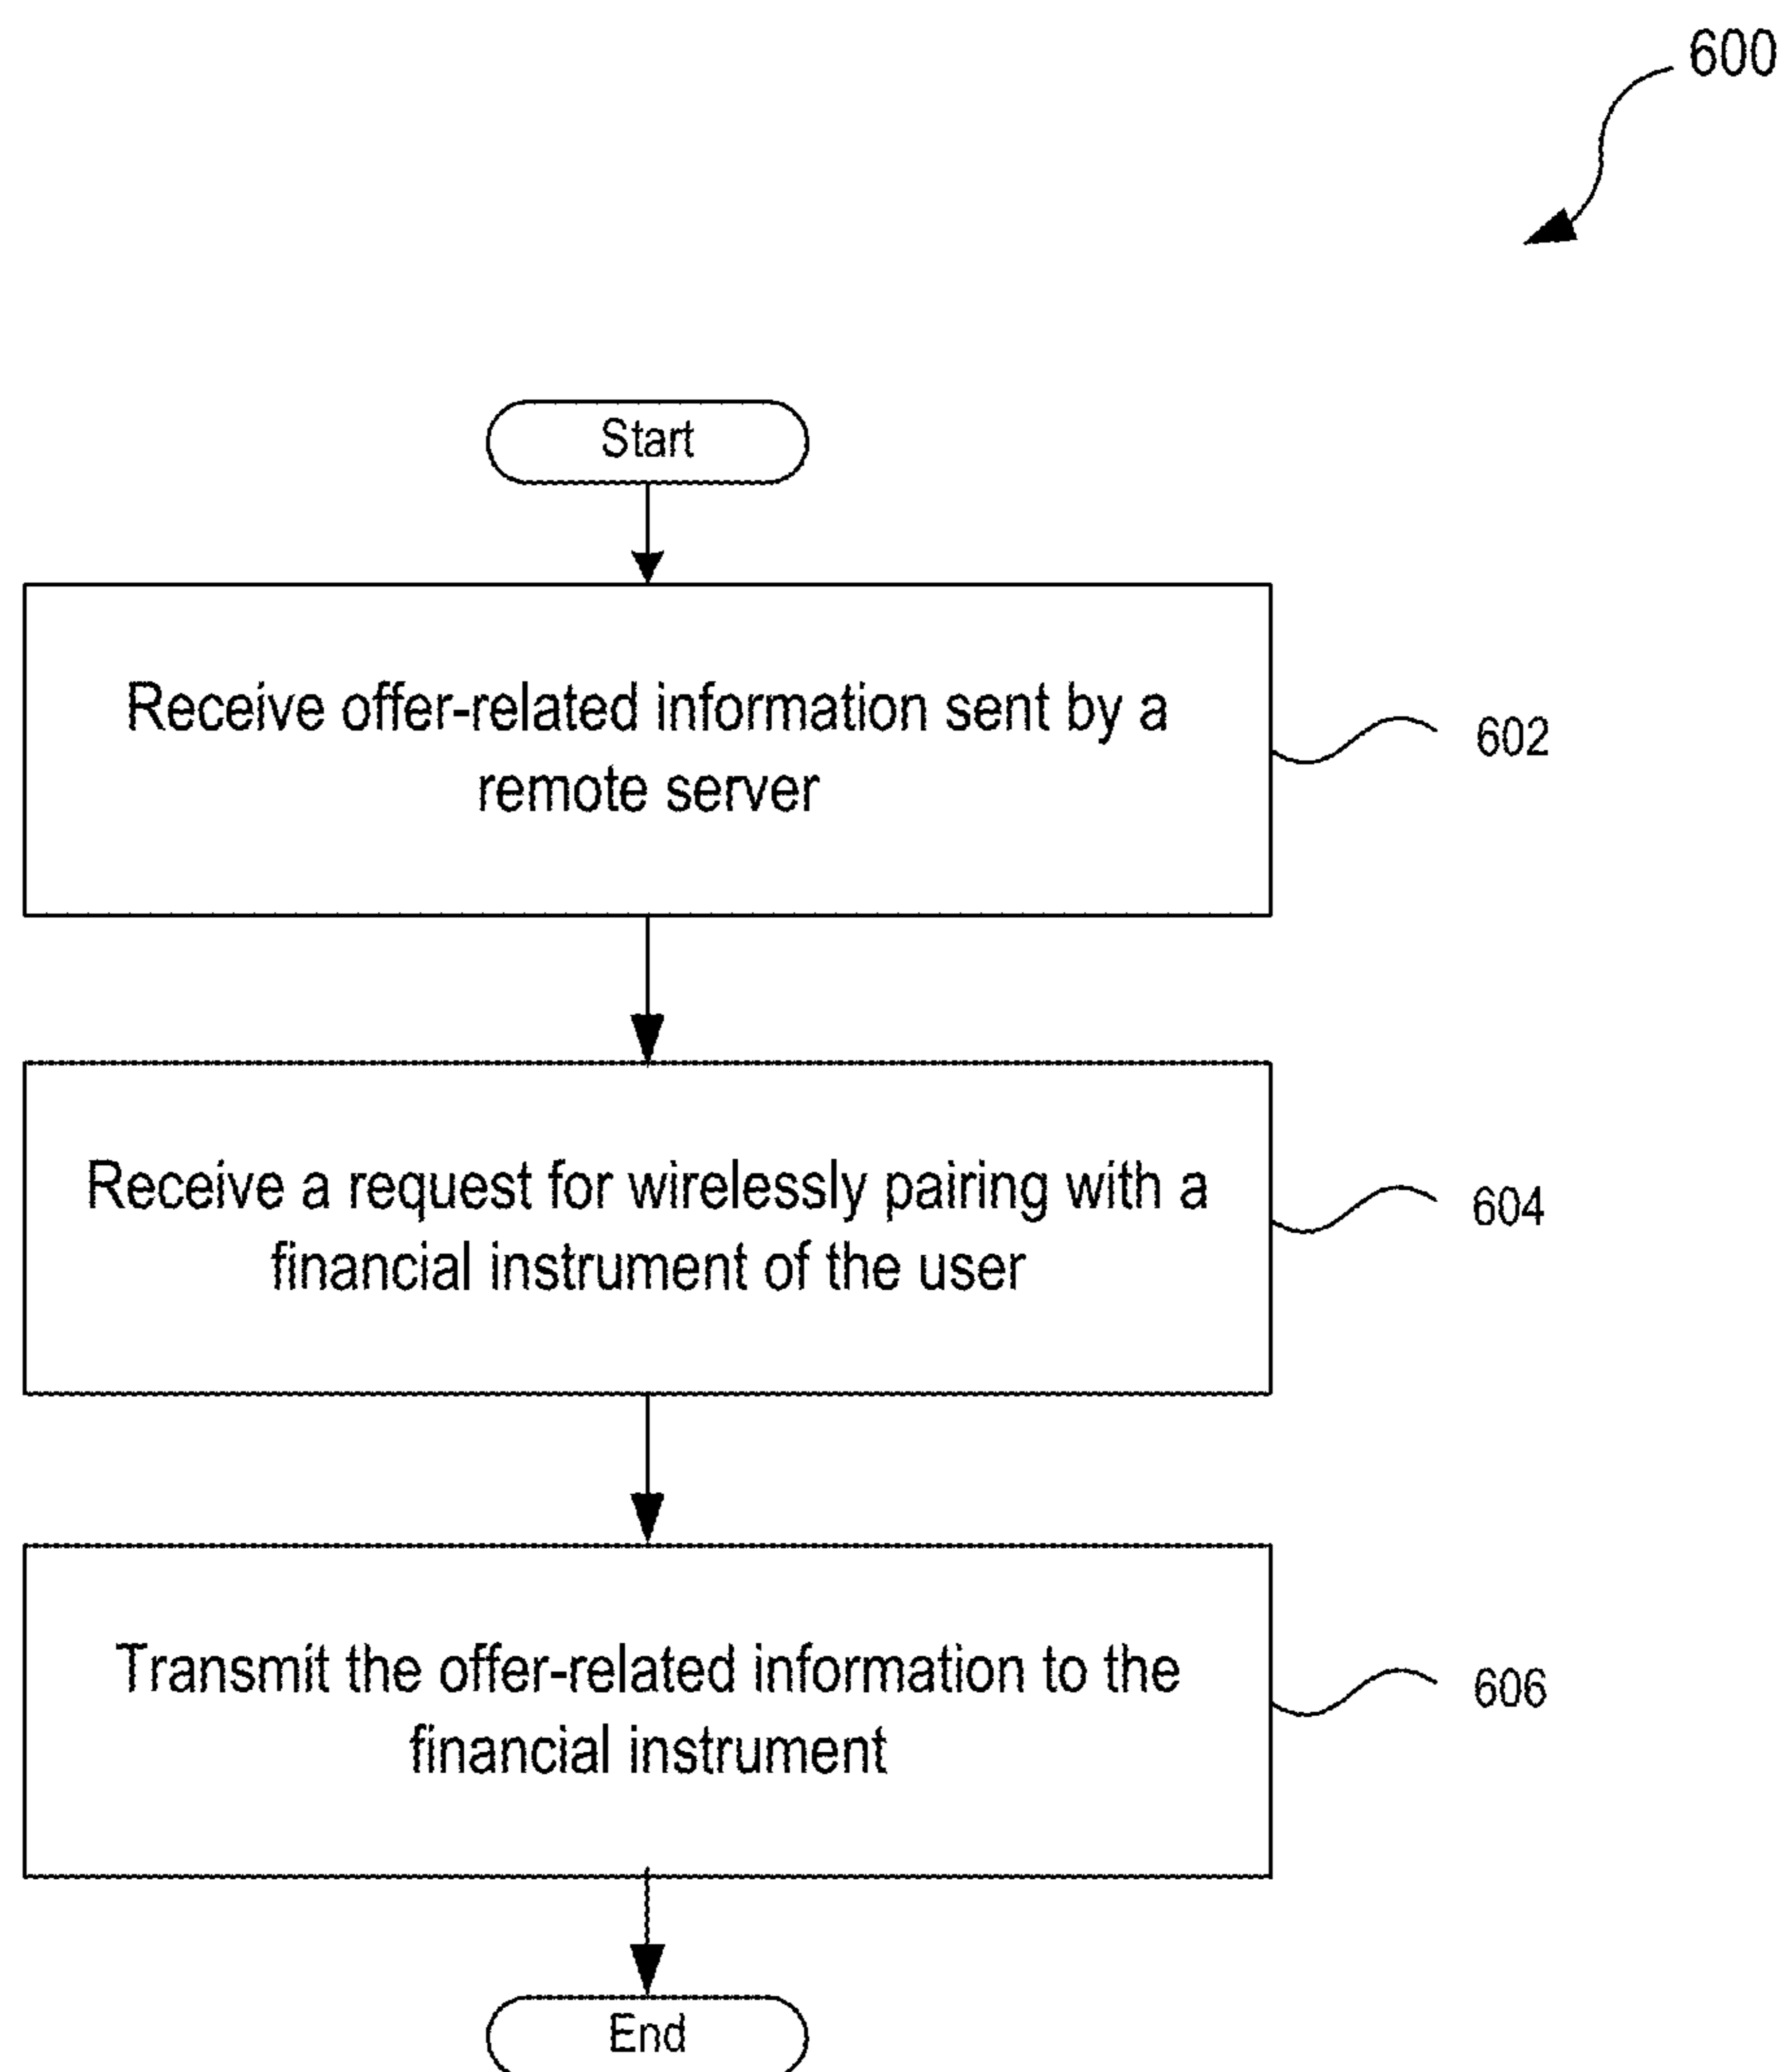 600
Start
Receive offer-related information sent by a
remote server
602
Receive a request for wirelessly pairing with a
financial instrument of the user
604
Transmit the offer-related information to the
financial instrument
606
End